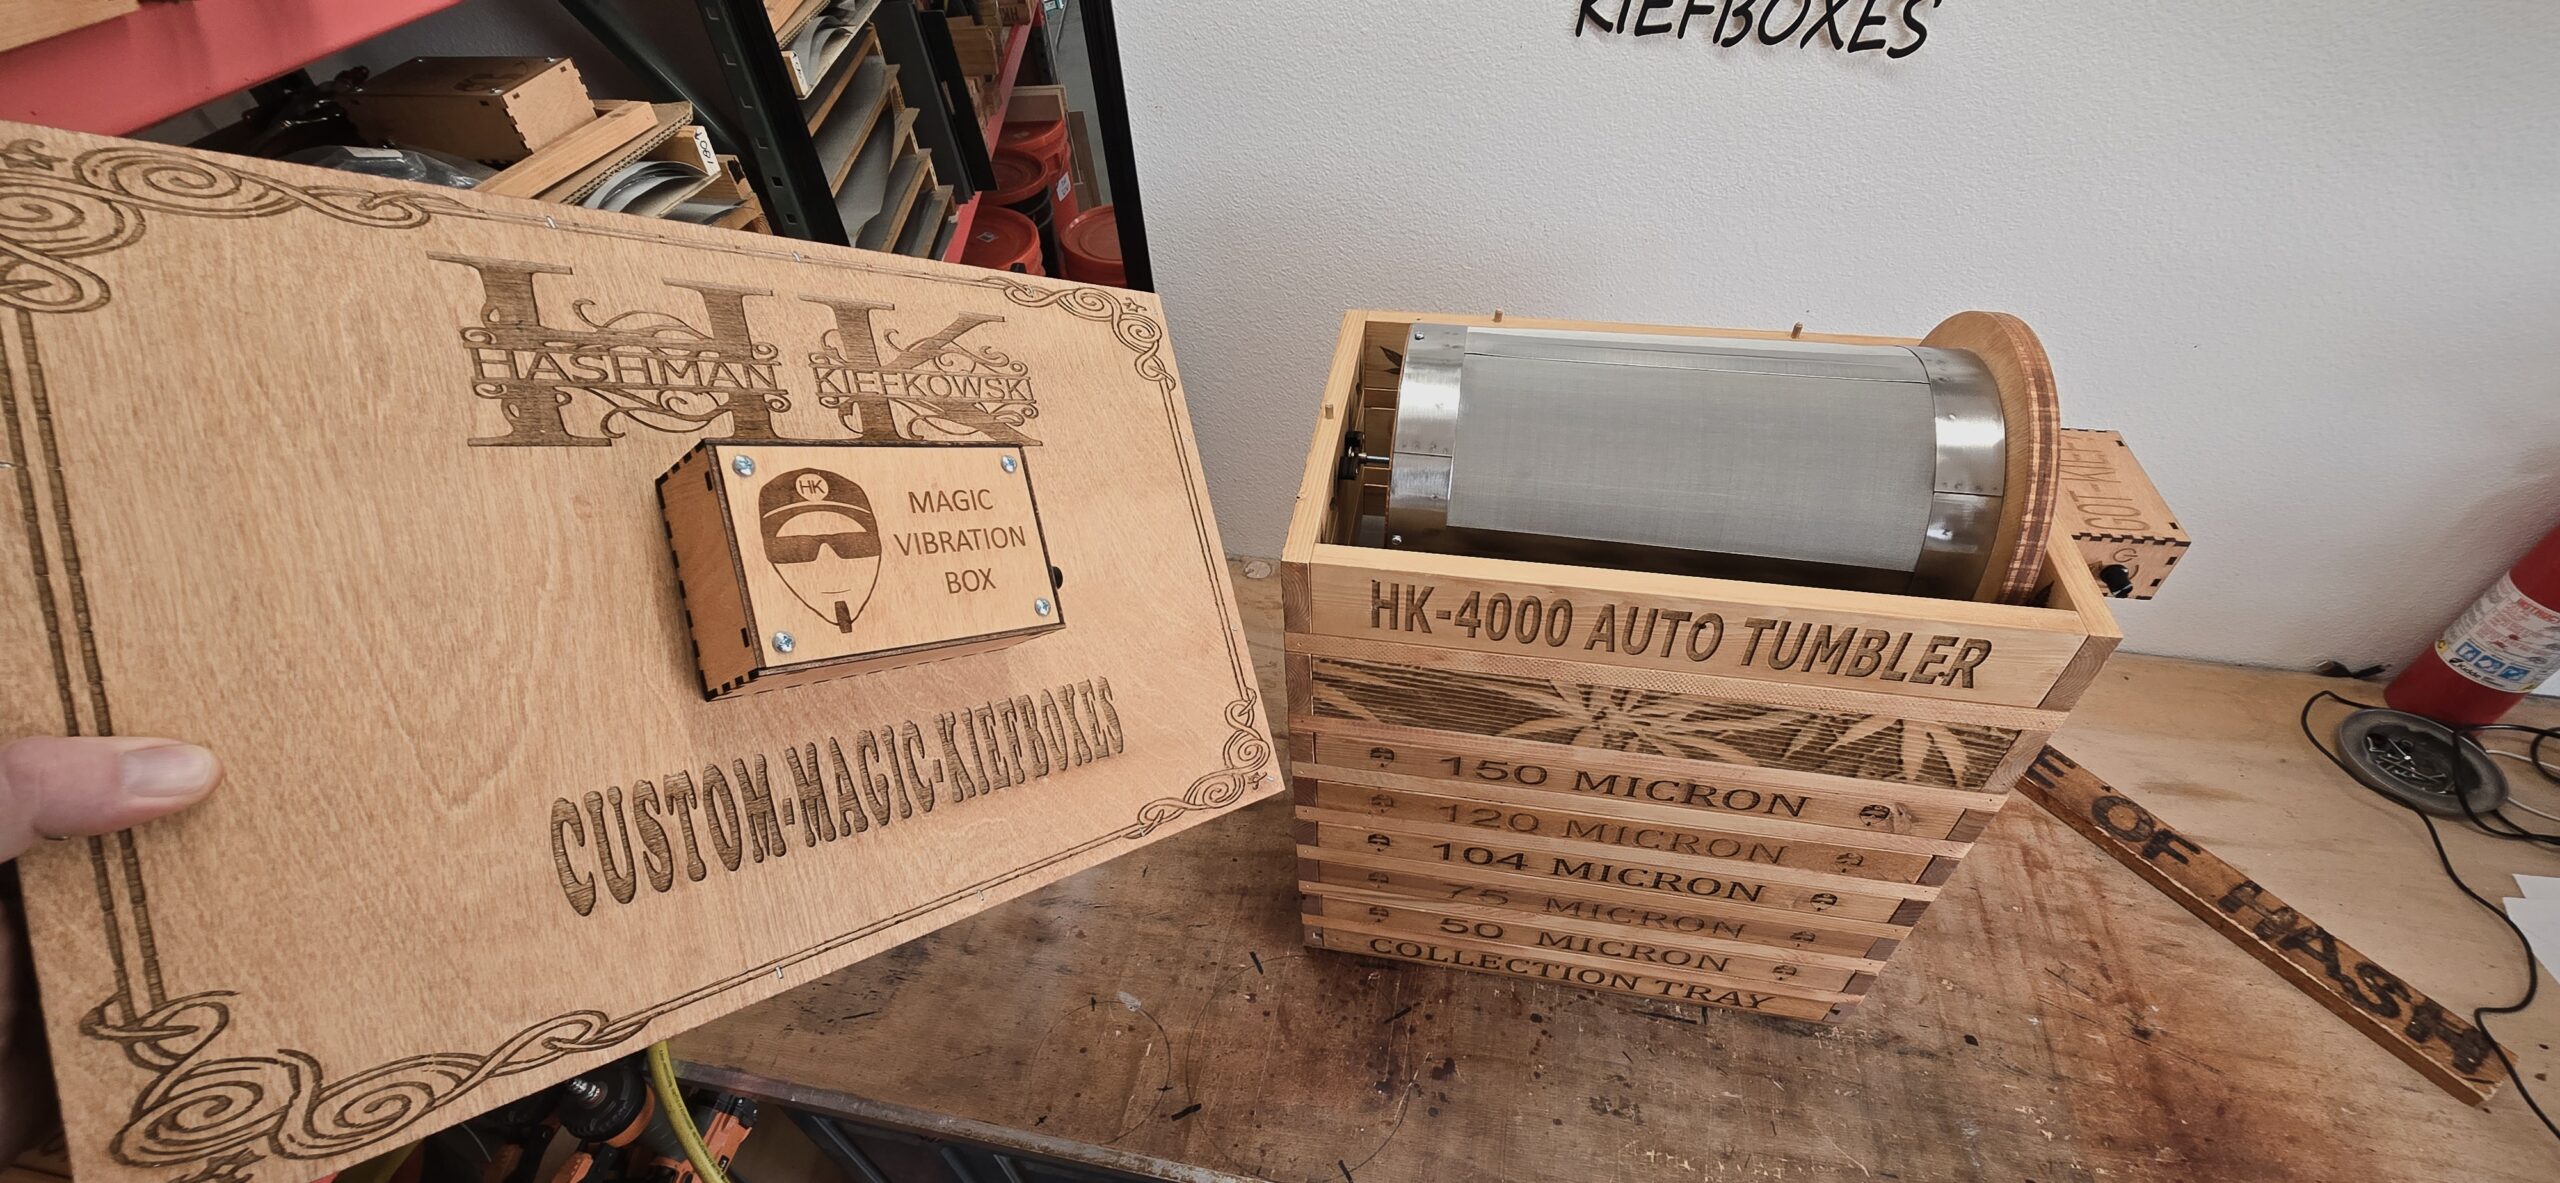 KIEFBOXES
HASHMAN KIEFKOWSKI
HK
MAGIC
VIBRATION
BOX
CUSTOM-MAGIC-KIEFBOXES
GOT-KIEF
HK-4000 AUTO TUMBLER
150 MICRON
120 MICRON
104 MICRON
75 MICRON
50 MICRON
COLLECTION TRAY
E OF HASH
Kidde